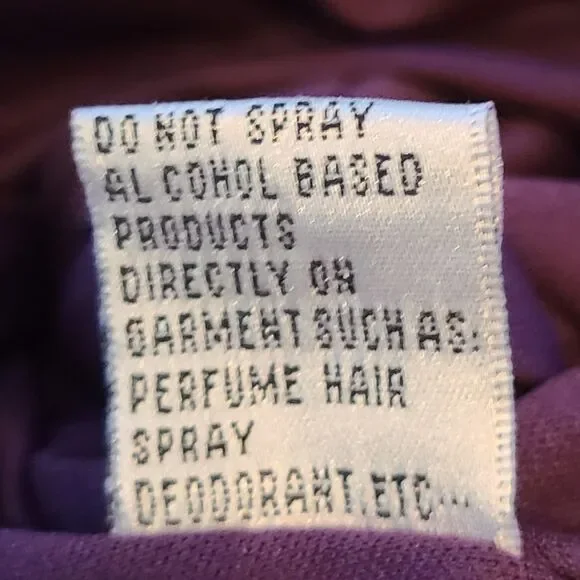 DO NOT SPRAY
ALCOHOL BASED
PRODUCTS
DIRECTLY ON
GARMENT SUCH AS:
PERFUME HAIR
SPRAY
DEODORANT.ETC...